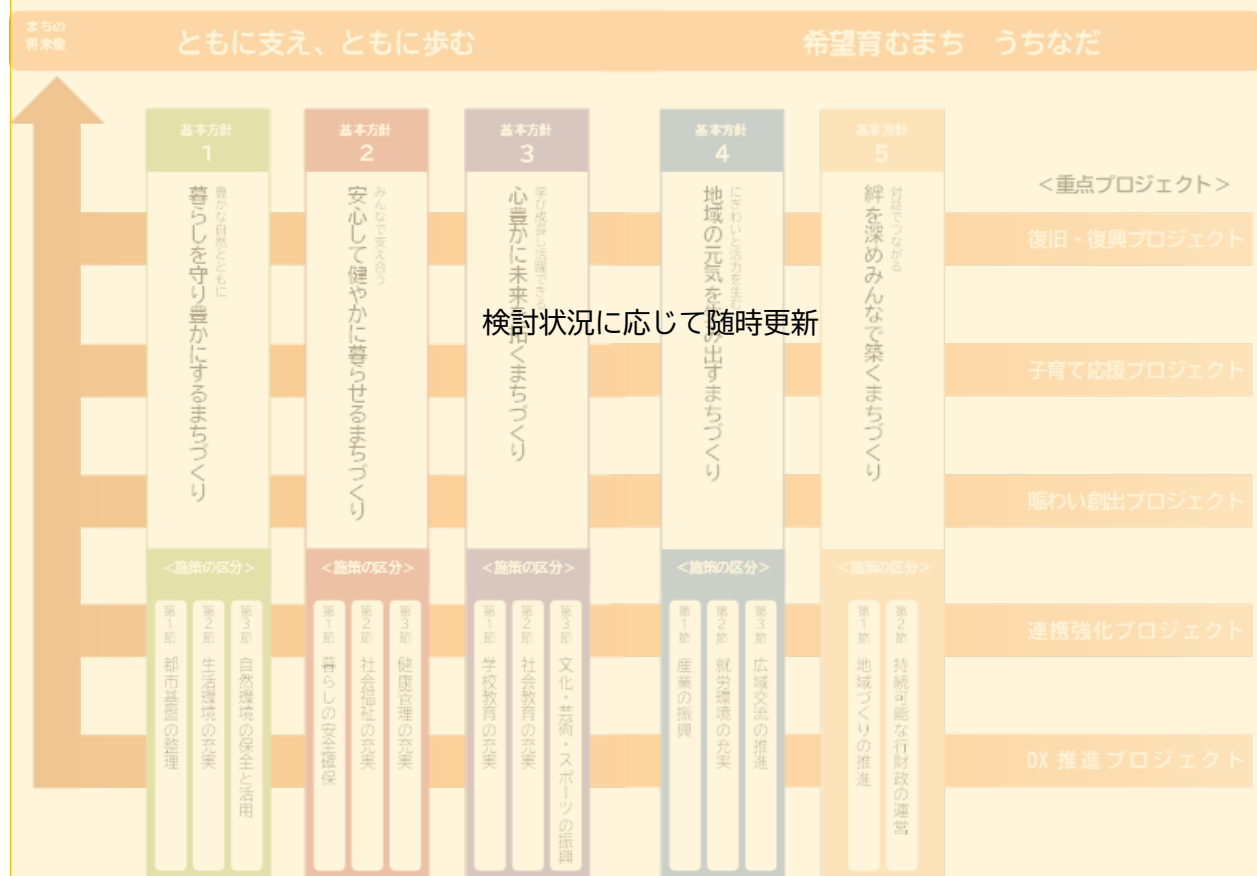 まちの
将来像
ともに支え、ともに歩む
希望育むまち　うちなだ
基本方針
1
豊かな自然とともに
暮らしを守り豊かにするまちづくり
<施策の区分>
第1節　都市基盤の整理
第2節　生活環境の充実
第3節　自然環境の保全と活用
基本方針
2
みんなで支え合う
安心して健やかに暮らせるまちづくり
<施策の区分>
第1節　暮らしの安全確保
第2節　社会福祉の充実
第3節　健康管理の充実
基本方針
3
学び成長し活躍できる
心豊かに未来を拓くまちづくり
<施策の区分>
第1節　学校教育の充実
第2節　社会教育の充実
第3節　文化・芸術・スポーツの振興
基本方針
4
にぎわいと活力を生む
地域の元気を生み出すまちづくり
<施策の区分>
第1節　産業の振興
第2節　就労環境の充実
第3節　広域交流の推進
基本方針
5
対話でつながる
絆を深めみんなで築くまちづくり
<施策の区分>
第1節　地域づくりの推進
第2節　持続可能な行財政の運営
<重点プロジェクト>
復旧・復興プロジェクト
子育て応援プロジェクト
賑わい創出プロジェクト
連携強化プロジェクト
DX 推進プロジェクト
検討状況に応じて随時更新